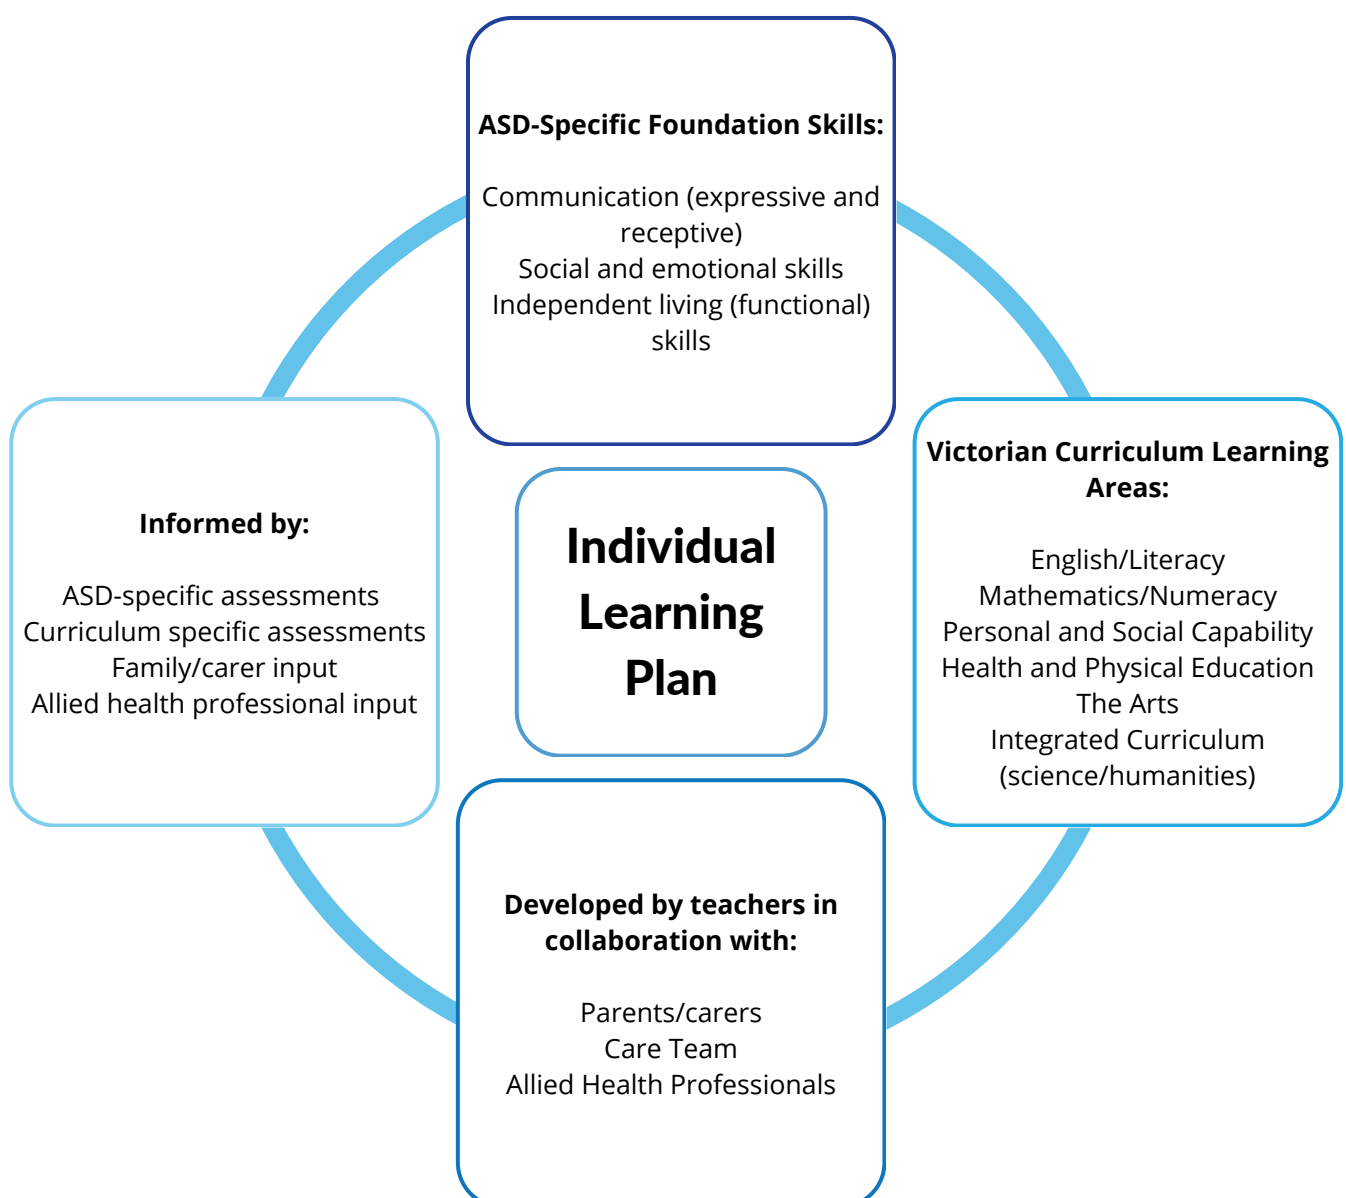 ASD-Specific Foundation Skills:
Communication (expressive and
receptive)
Social and emotional skills
Independent living (functional)
skills
Informed by:
ASD-specific assessments
Curriculum specific assessments
Family/carer input
Allied health professional input
Individual
Learning
Plan
Victorian Curriculum Learning
Areas:
English/Literacy
Mathematics/Numeracy
Personal and Social Capability
Health and Physical Education
The Arts
Integrated Curriculum
(science/humanities)
Developed by teachers in
collaboration with:
Parents/carers
Care Team
Allied Health Professionals